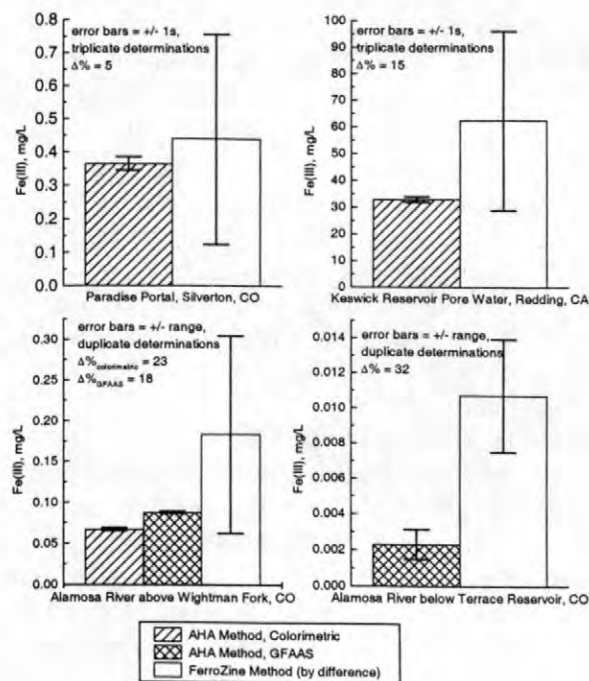 error bars = +/- 1s,
triplicate determinations
Δ% = 5
0.8
0.7
0.6
0.5
0.4
0.3
0.2
0.1
0.0
Fe(III), mg/L
Paradise Portal, Silverton, CO
error bars = +/- 1s,
triplicate determinations
Δ% = 15
100
90
80
70
60
50
40
30
20
10
0
Fe(III), mg/L
Keswick Reservoir Pore Water, Redding, CA
error bars = +/- range,
duplicate determinations
Δ%colorimetric = 23
Δ%GFAAS = 18
0.30
0.25
0.20
0.15
0.10
0.05
0.00
Fe(III), mg/L
Alamosa River above Wightman Fork, CO
error bars = +/- range,
duplicate determinations
Δ% = 32
0.014
0.012
0.010
0.008
0.006
0.004
0.002
0.000
Fe(III), mg/L
Alamosa River below Terrace Reservoir, CO
AHA Method, Colorimetric
AHA Method, GFAAS
FerroZine Method (by difference)